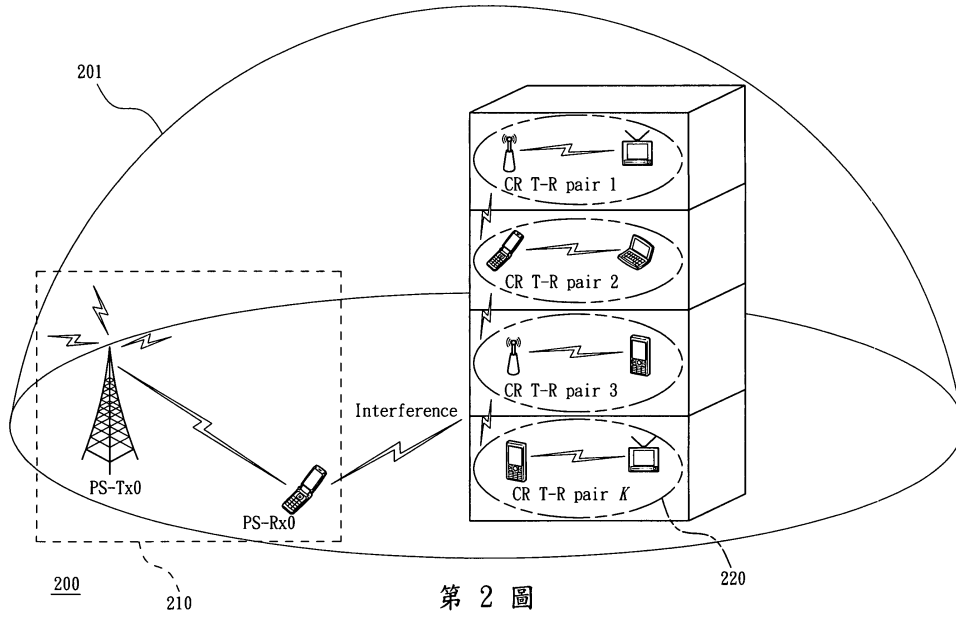 201
CR T-R pair 1
CR T-R pair 2
CR T-R pair 3
Interference
CR T-R pair K
PS-Tx0
PS-Rx0
220
200
210
第 2 圖